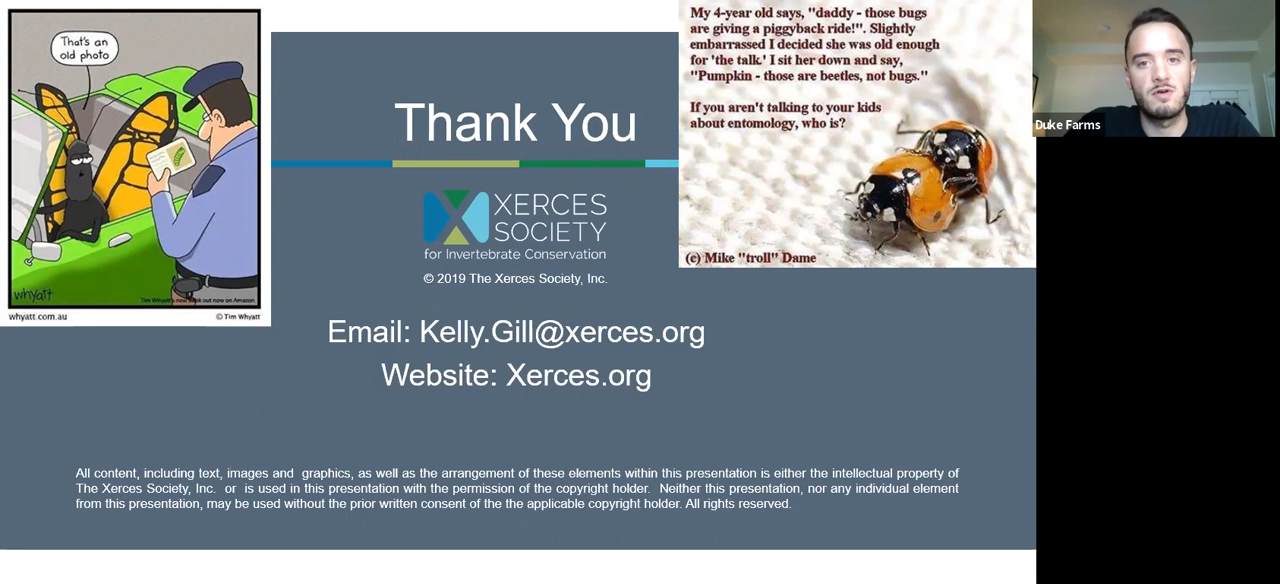 That's an
old photo
whyatt
Tim Whyatt's new book out now on Amazon
whyatt.com.au
© Tim Whyatt
Thank You
XERCES
SOCIETY
for Invertebrate Conservation
© 2019 The Xerces Society, Inc.
Email: Kelly.Gill@xerces.org
Website: Xerces.org
My 4-year old says, "daddy - those bugs
are giving a piggyback ride!". Slightly
embarrassed I decided she was old enough
for 'the talk.' I sit her down and say,
"Pumpkin - those are beetles, not bugs."
If you aren't talking to your kids
about entomology, who is?
(c) Mike "troll" Dame
Duke Farms
All content, including text, images and graphics, as well as the arrangement of these elements within this presentation is either the intellectual property of
The Xerces Society, Inc. or is used in this presentation with the permission of the copyright holder. Neither this presentation, nor any individual element
from this presentation, may be used without the prior written consent of the the applicable copyright holder. All rights reserved.